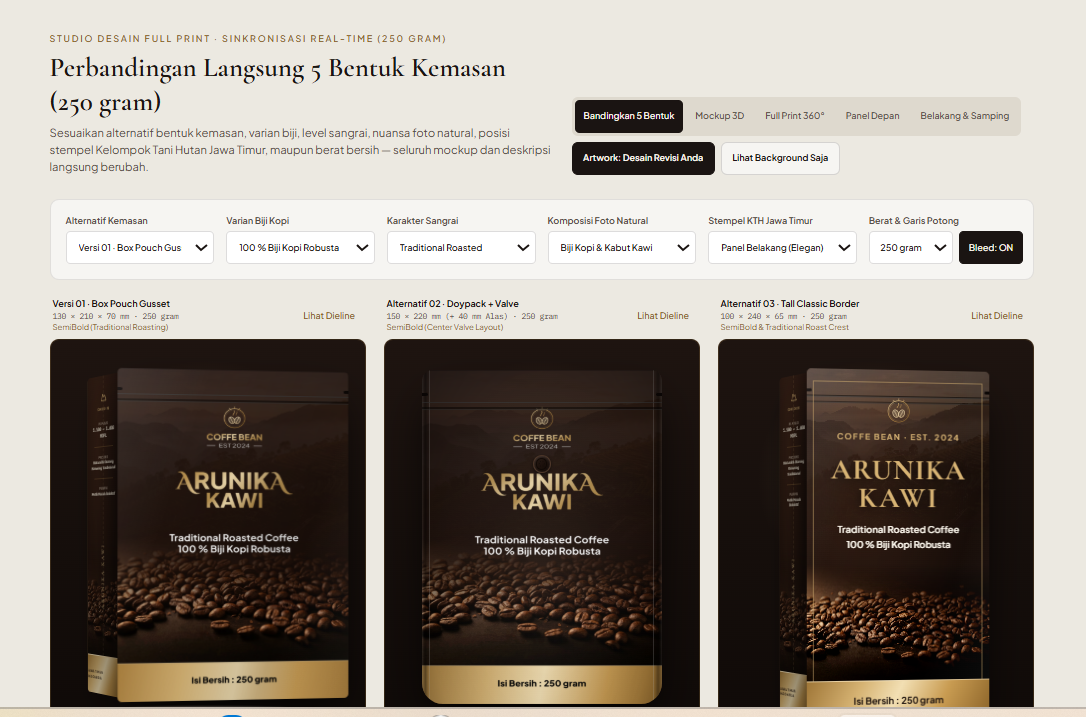 STUDIO DESAIN FULL PRINT · SINKRONISASI REAL-TIME (250 GRAM)
Perbandingan Langsung 5 Bentuk Kemasan
(250 gram)
Sesuaikan alternatif bentuk kemasan, varian biji, level sangrai, nuansa foto natural, posisi
stempel Kelompok Tani Hutan Jawa Timur, maupun berat bersih — seluruh mockup dan deskripsi
langsung berubah.
Bandingkan 5 Bentuk
Mockup 3D
Full Print 360°
Panel Depan
Belakang & Samping
Artwork: Desain Revisi Anda
Lihat Background Saja
Alternatif Kemasan
Varian Biji Kopi
Karakter Sangrai
Komposisi Foto Natural
Stempel KTH Jawa Timur
Berat & Garis Potong
Versi 01 · Box Pouch Gus
100 % Biji Kopi Robusta
Traditional Roasted
Biji Kopi & Kabut Kawi
Panel Belakang (Elegan)
250 gram
Bleed: ON
Versi 01 · Box Pouch Gusset
130 × 210 × 70 mm · 250 gram
SemiBold (Traditional Roasting)
Lihat Dieline
Alternatif 02 · Doypack + Valve
150 × 220 mm (+ 40 mm Alas) · 250 gram
SemiBold (Center Valve Layout)
Lihat Dieline
Alternatif 03 · Tall Classic Border
100 × 240 × 65 mm · 250 gram
SemiBold & Traditional Roast Crest
Lihat Dieline
COFFE BEAN
EST 2024
ARUNIKA
KAWI
Traditional Roasted Coffee
100 % Biji Kopi Robusta
Isi Bersih : 250 gram
COFFE BEAN
EST 2024
ARUNIKA
KAWI
Traditional Roasted Coffee
100 % Biji Kopi Robusta
Isi Bersih : 250 gram
COFFE BEAN · EST. 2024
ARUNIKA
KAWI
Traditional Roasted Coffee
100 % Biji Kopi Robusta
Isi Bersih : 250 gram